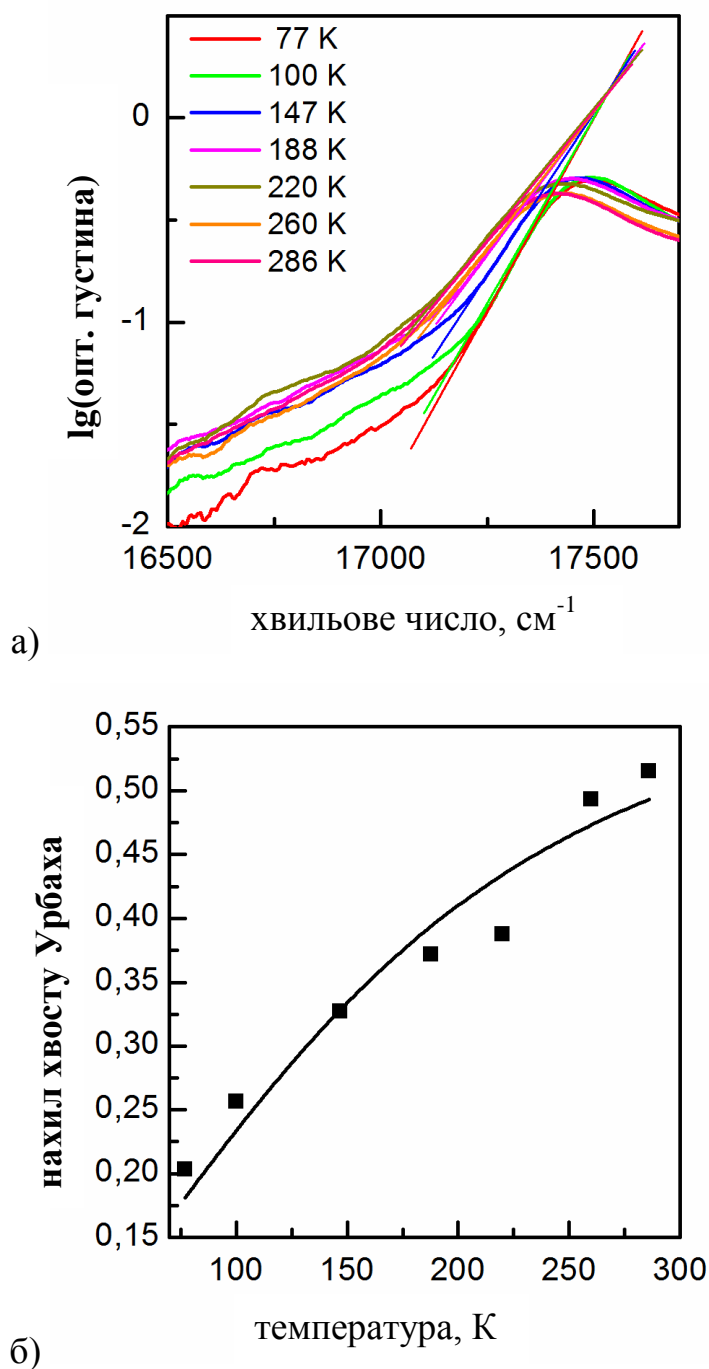 77 K
100 K
147 K
188 K
220 K
260 K
286 K
0
-1
-2
lg(опт. густина)
16500 17000 17500
хвильове число, см⁻¹
а)
0,55
0,50
0,45
0,40
0,35
0,30
0,25
0,20
0,15
нахил хвосту Урбаха
100 150 200 250 300
температура, К
б)